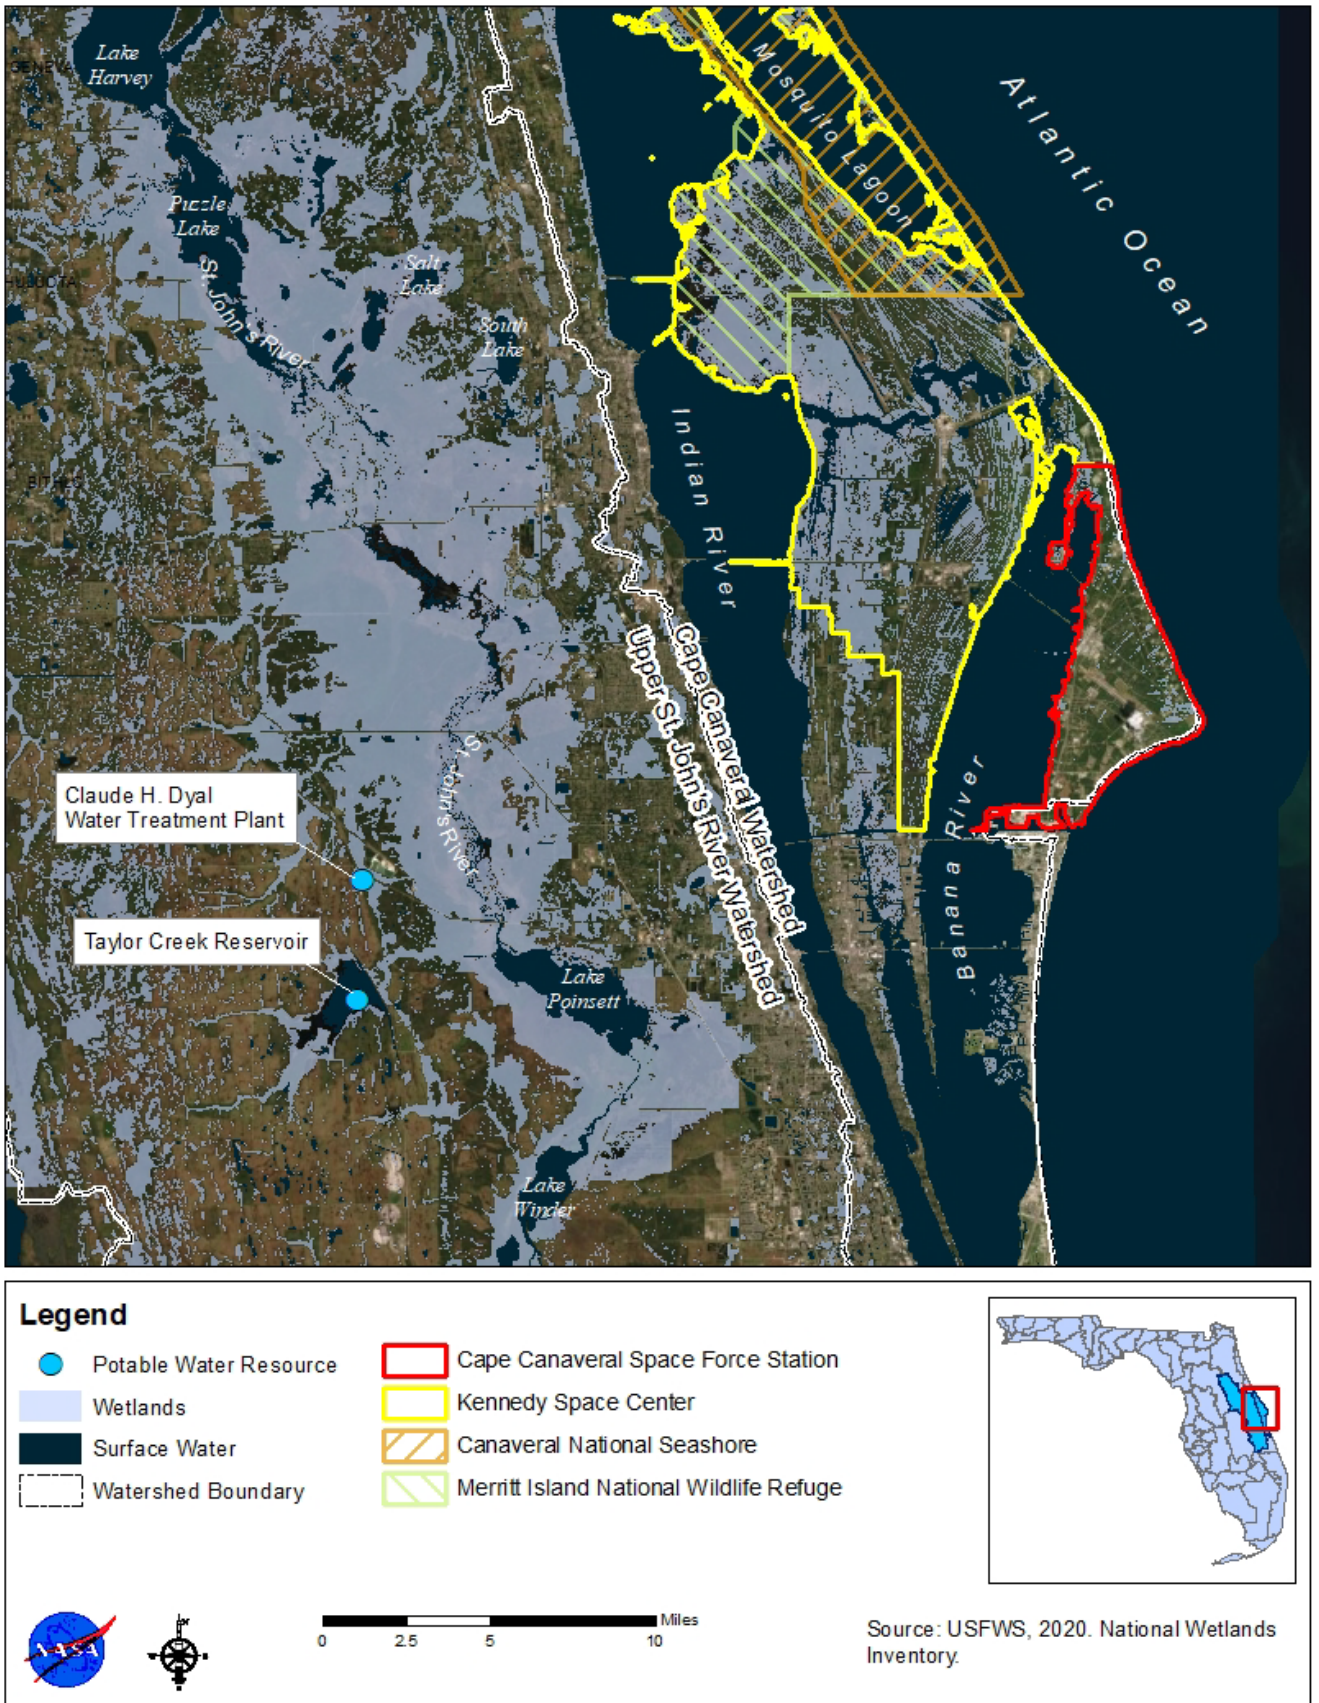 Lake
Harvey
GENEVA
Puzzle
Lake
St. John's River
Salt
Lake
South
Lake
Mosquito Lagoon
Atlantic Ocean
Indian River
Cape Canaveral Watershed
Upper St. John's River Watershed
St. John's River
Banana River
Claude H. Dyal
Water Treatment Plant
Taylor Creek Reservoir
Lake
Poinsett
Lake
Winder
Legend
Potable Water Resource
Wetlands
Surface Water
Watershed Boundary
Cape Canaveral Space Force Station
Kennedy Space Center
Canaveral National Seashore
Merritt Island National Wildlife Refuge
NASA
Miles
0 2.5 5 10
Source: USFWS, 2020. National Wetlands
Inventory.